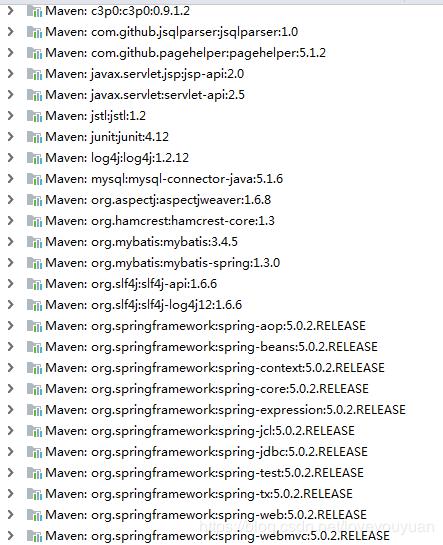 Maven: c3p0:c3p0:0.9.1.2
Maven: com.github.jsqlparser:jsqlparser:1.0
Maven: com.github.pagehelper:pagehelper:5.1.2
Maven: javax.servlet.jsp:jsp-api:2.0
Maven: javax.servlet:servlet-api:2.5
Maven: jstl:jstl:1.2
Maven: junit:junit:4.12
Maven: log4j:log4j:1.2.12
Maven: mysql:mysql-connector-java:5.1.6
Maven: org.aspectj:aspectjweaver:1.6.8
Maven: org.hamcrest:hamcrest-core:1.3
Maven: org.mybatis:mybatis:3.4.5
Maven: org.mybatis:mybatis-spring:1.3.0
Maven: org.slf4j:slf4j-api:1.6.6
Maven: org.slf4j:slf4j-log4j12:1.6.6
Maven: org.springframework:spring-aop:5.0.2.RELEASE
Maven: org.springframework:spring-beans:5.0.2.RELEASE
Maven: org.springframework:spring-context:5.0.2.RELEASE
Maven: org.springframework:spring-core:5.0.2.RELEASE
Maven: org.springframework:spring-expression:5.0.2.RELEASE
Maven: org.springframework:spring-jcl:5.0.2.RELEASE
Maven: org.springframework:spring-jdbc:5.0.2.RELEASE
Maven: org.springframework:spring-test:5.0.2.RELEASE
Maven: org.springframework:spring-tx:5.0.2.RELEASE
Maven: org.springframework:spring-web:5.0.2.RELEASE
Maven: org.springframework:spring-webmvc:5.0.2.RELEASE